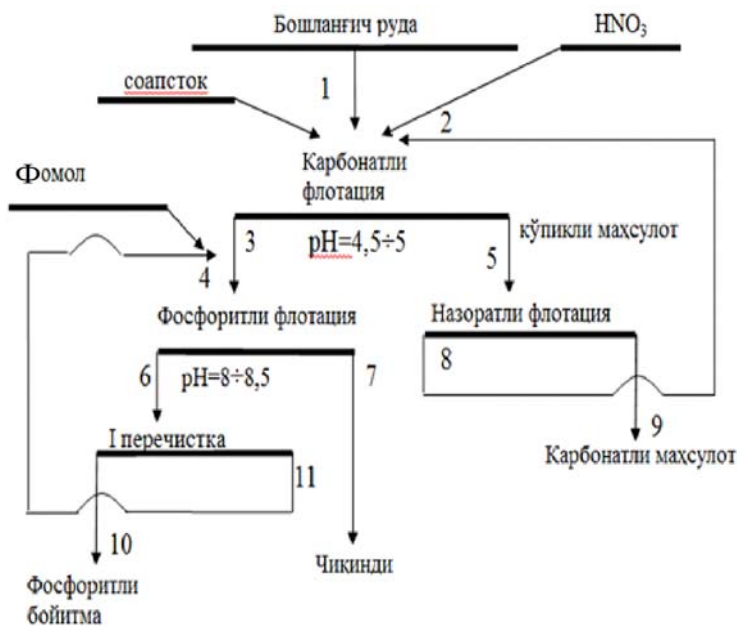 Бошланғич руда
HNO₃
соапсток
1
2
Карбонатли
флотация
Фомол
3
pH=4,5÷5
5
кўпикли маҳсулот
4
Фосфоритли флотация
Назоратли флотация
6
pH=8÷8,5
7
8
I перечистка
9
Карбонатли маҳсулот
11
10
Чиқинди
Фосфоритли
бойитма